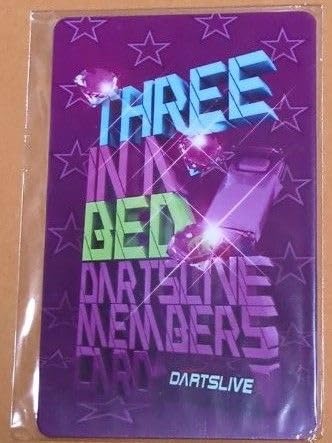 THREE
IN A
BED
DARTSLIVE
MEMBERS
CARD
DARTSLIVE